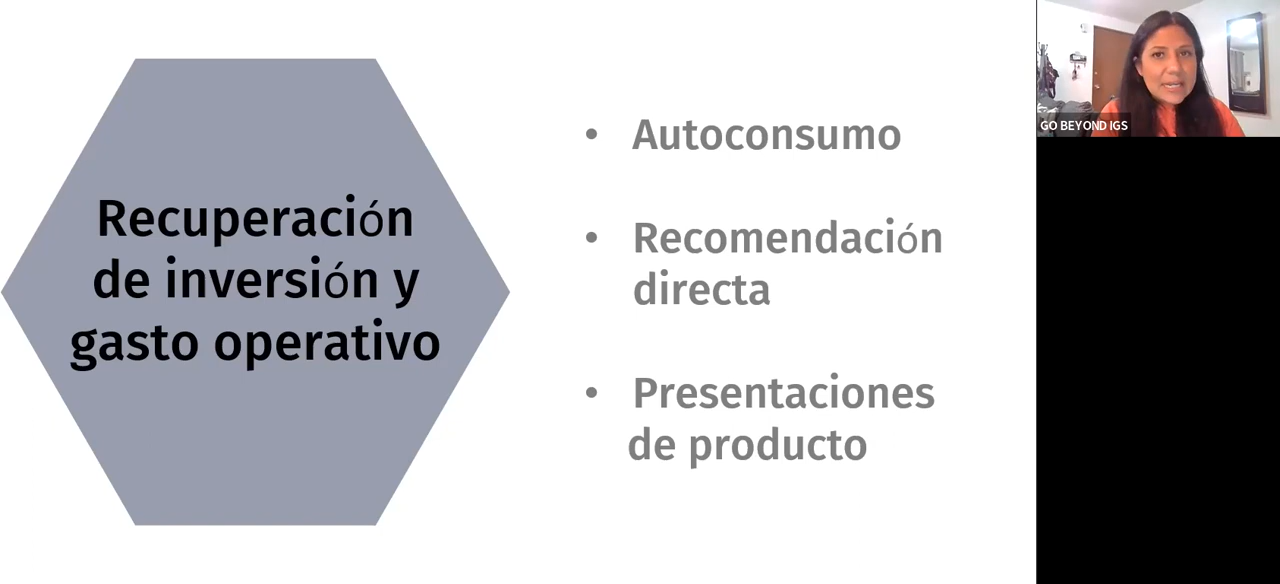 Recuperación
de inversión y
gasto operativo
• Autoconsumo
• Recomendación
directa
• Presentaciones
de producto
GO BEYOND IGS